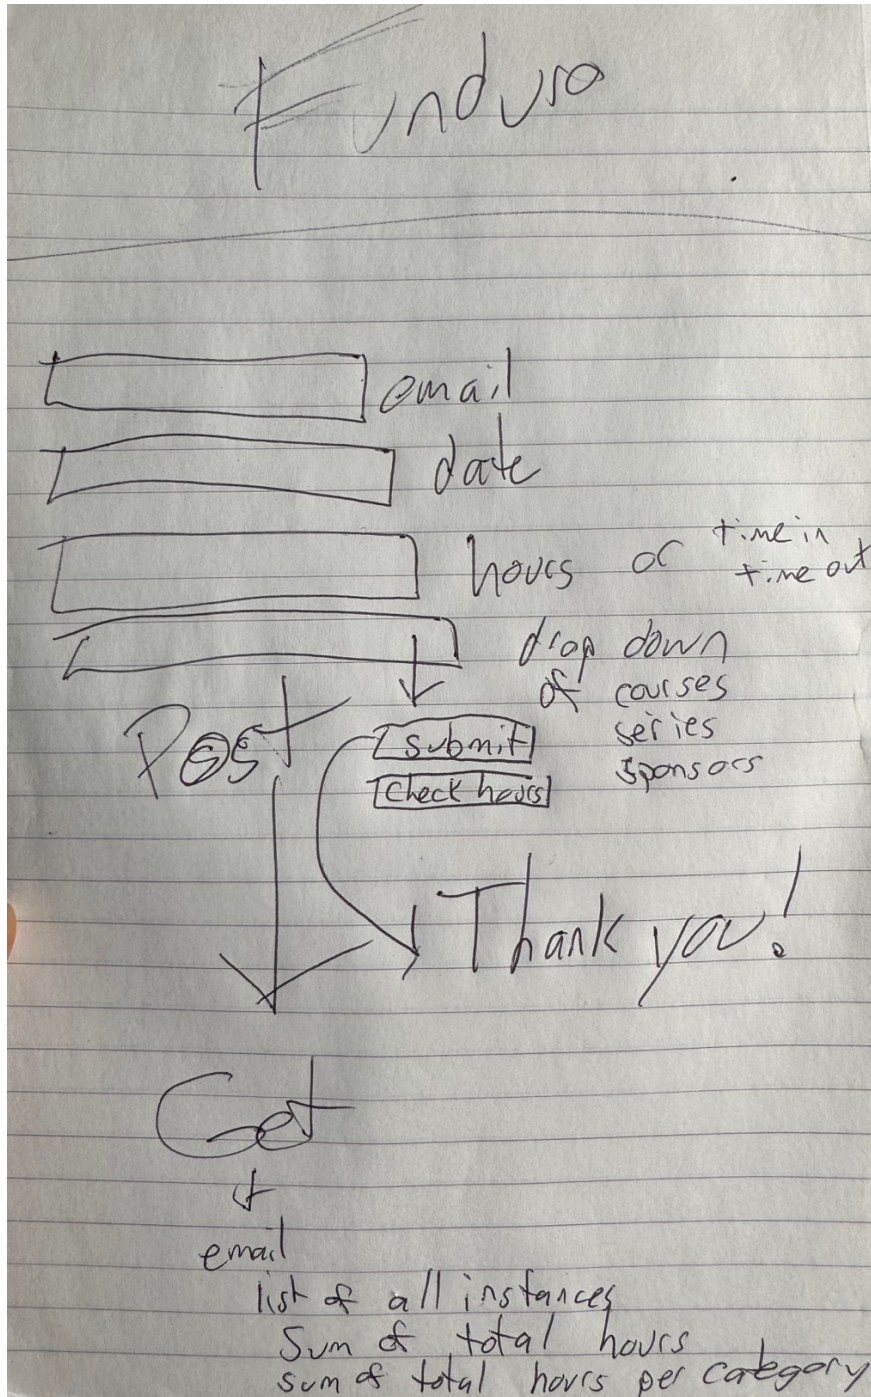 Funduro
email
date
hours or time in
time out
drop down
of courses
series
sponsors
Post
submit
check hours
Thank you!
Get
email
list of all instances
Sum of total hours
sum of total hours per category